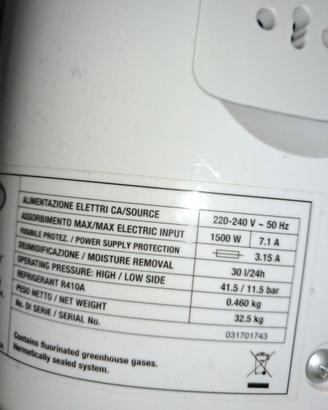 ALIMENTAZIONE ELETTRI CA/SOURCE 220-240 V ~ 50 Hz
ASSORBIMENTO MAX/MAX ELECTRIC INPUT 1500 W 7.1 A
FISIBILE PROTEZ. / POWER SUPPLY PROTECTION 3.15 A
DEUMIDIFICAZIONE / MOISTURE REMOVAL 30 l/24h
OPERATING PRESSURE: HIGH / LOW SIDE 41.5 / 11.5 bar
REFRIGERANT R410A 0.460 kg
PESO NETTO / NET WEIGHT 32.5 kg
No. DI SERIE / SERIAL No. 031701743
Contains fluorinated greenhouse gases.
Hermetically sealed system.